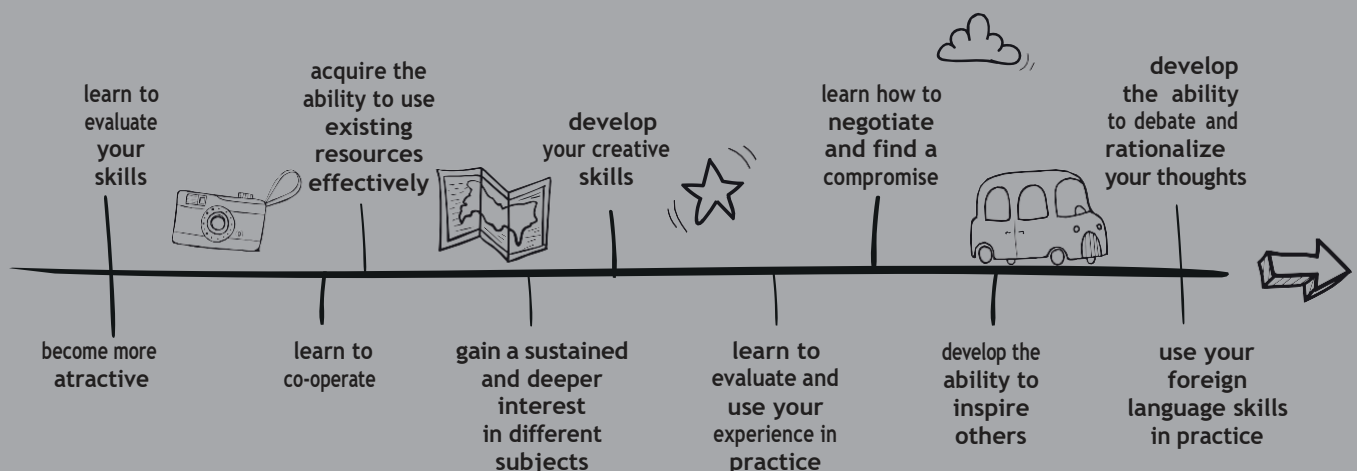 learn to
evaluate
your
skills
acquire the
ability to use
existing
resources
effectively
develop
your creative
skills
learn how to
negotiate
and find a
compromise
develop
the ability
to debate and
rationalize
your thoughts
become more
atractive
learn to
co-operate
gain a sustained
and deeper
interest
in different
subjects
learn to
evaluate and
use your
experience in
practice
develop the
ability to
inspire
others
use your
foreign
language skills
in practice